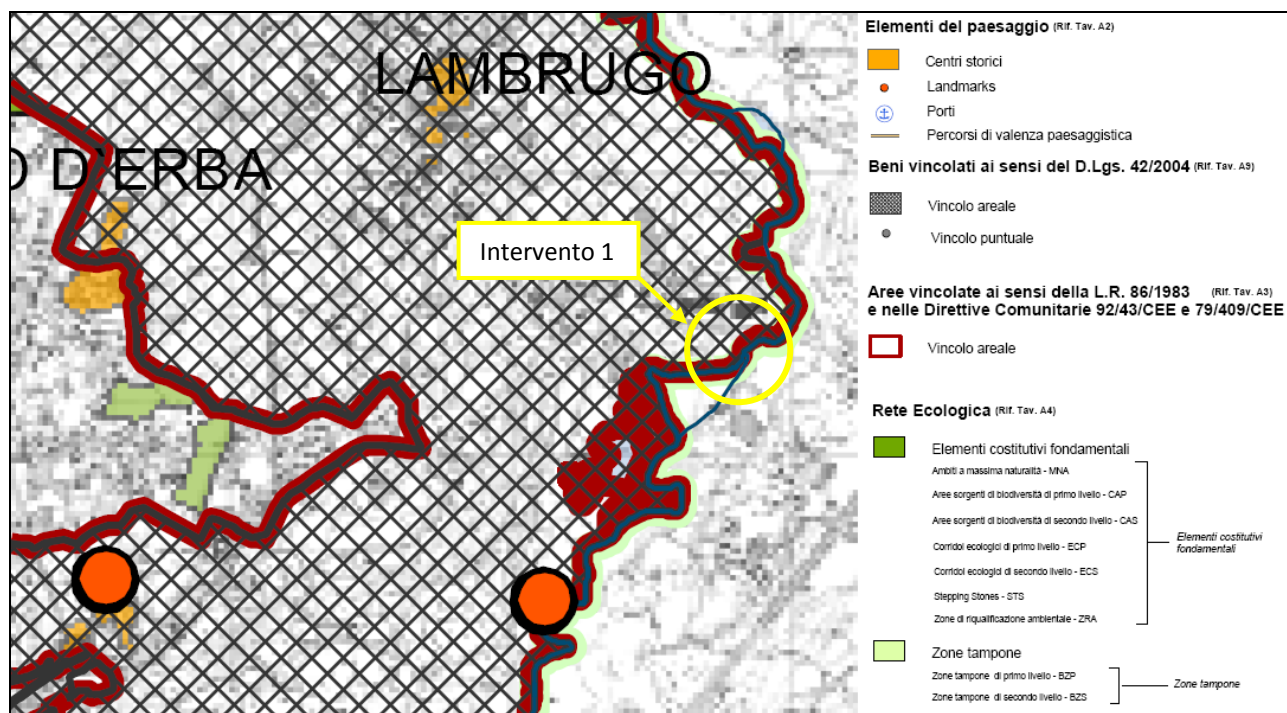 LAMBRUGO
O D'ERBA
Intervento 1
Elementi del paesaggio (Rif. Tav. A2)
Centri storici
Landmarks
Porti
Percorsi di valenza paesaggistica
Beni vincolati ai sensi del D.Lgs. 42/2004 (Rif. Tav. A9)
Vincolo areale
Vincolo puntuale
Aree vincolate ai sensi della L.R. 86/1983 (Rif. Tav. A3)
e nelle Direttive Comunitarie 92/43/CEE e 79/409/CEE
Vincolo areale
Rete Ecologica (Rif. Tav. A4)
Elementi costitutivi fondamentali
Ambiti a massima naturalità - MNA
Aree sorgenti di biodiversità di primo livello - CAP
Aree sorgenti di biodiversità di secondo livello - CAS
Corridoi ecologici di primo livello - ECP
Corridoi ecologici di secondo livello - ECS
Stepping Stones - STS
Zone di riqualificazione ambientale - ZRA
Elementi costitutivi
fondamentali
Zone tampone
Zone tampone di primo livello - BZP
Zone tampone di secondo livello - BZS
Zone tampone